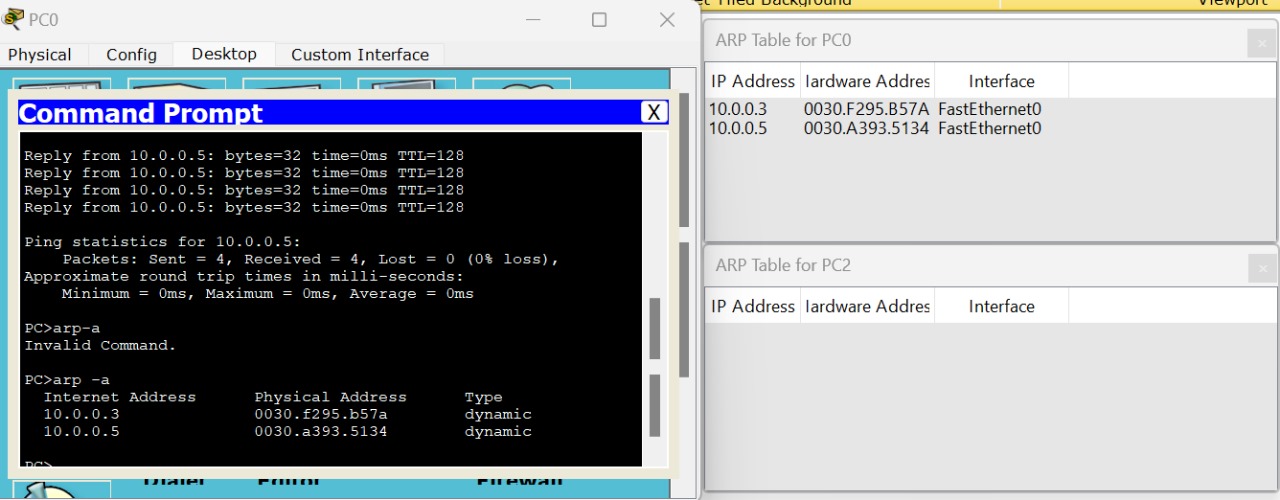 PC0
Physical Config Desktop Custom Interface
Command Prompt X
Reply from 10.0.0.5: bytes=32 time=0ms TTL=128
Reply from 10.0.0.5: bytes=32 time=0ms TTL=128
Reply from 10.0.0.5: bytes=32 time=0ms TTL=128
Reply from 10.0.0.5: bytes=32 time=0ms TTL=128
Ping statistics for 10.0.0.5:
Packets: Sent = 4, Received = 4, Lost = 0 (0% loss),
Approximate round trip times in milli-seconds:
Minimum = 0ms, Maximum = 0ms, Average = 0ms
PC>arp-a
Invalid Command.
PC>arp -a
Internet Address Physical Address Type
10.0.0.3 0030.f295.b57a dynamic
10.0.0.5 0030.a393.5134 dynamic
PC>
Dialer Editor Firewall
Tiled Background Viewport
ARP Table for PC0
IP Address Hardware Addres Interface
10.0.0.3 0030.F295.B57A FastEthernet0
10.0.0.5 0030.A393.5134 FastEthernet0
ARP Table for PC2
IP Address Hardware Addres Interface